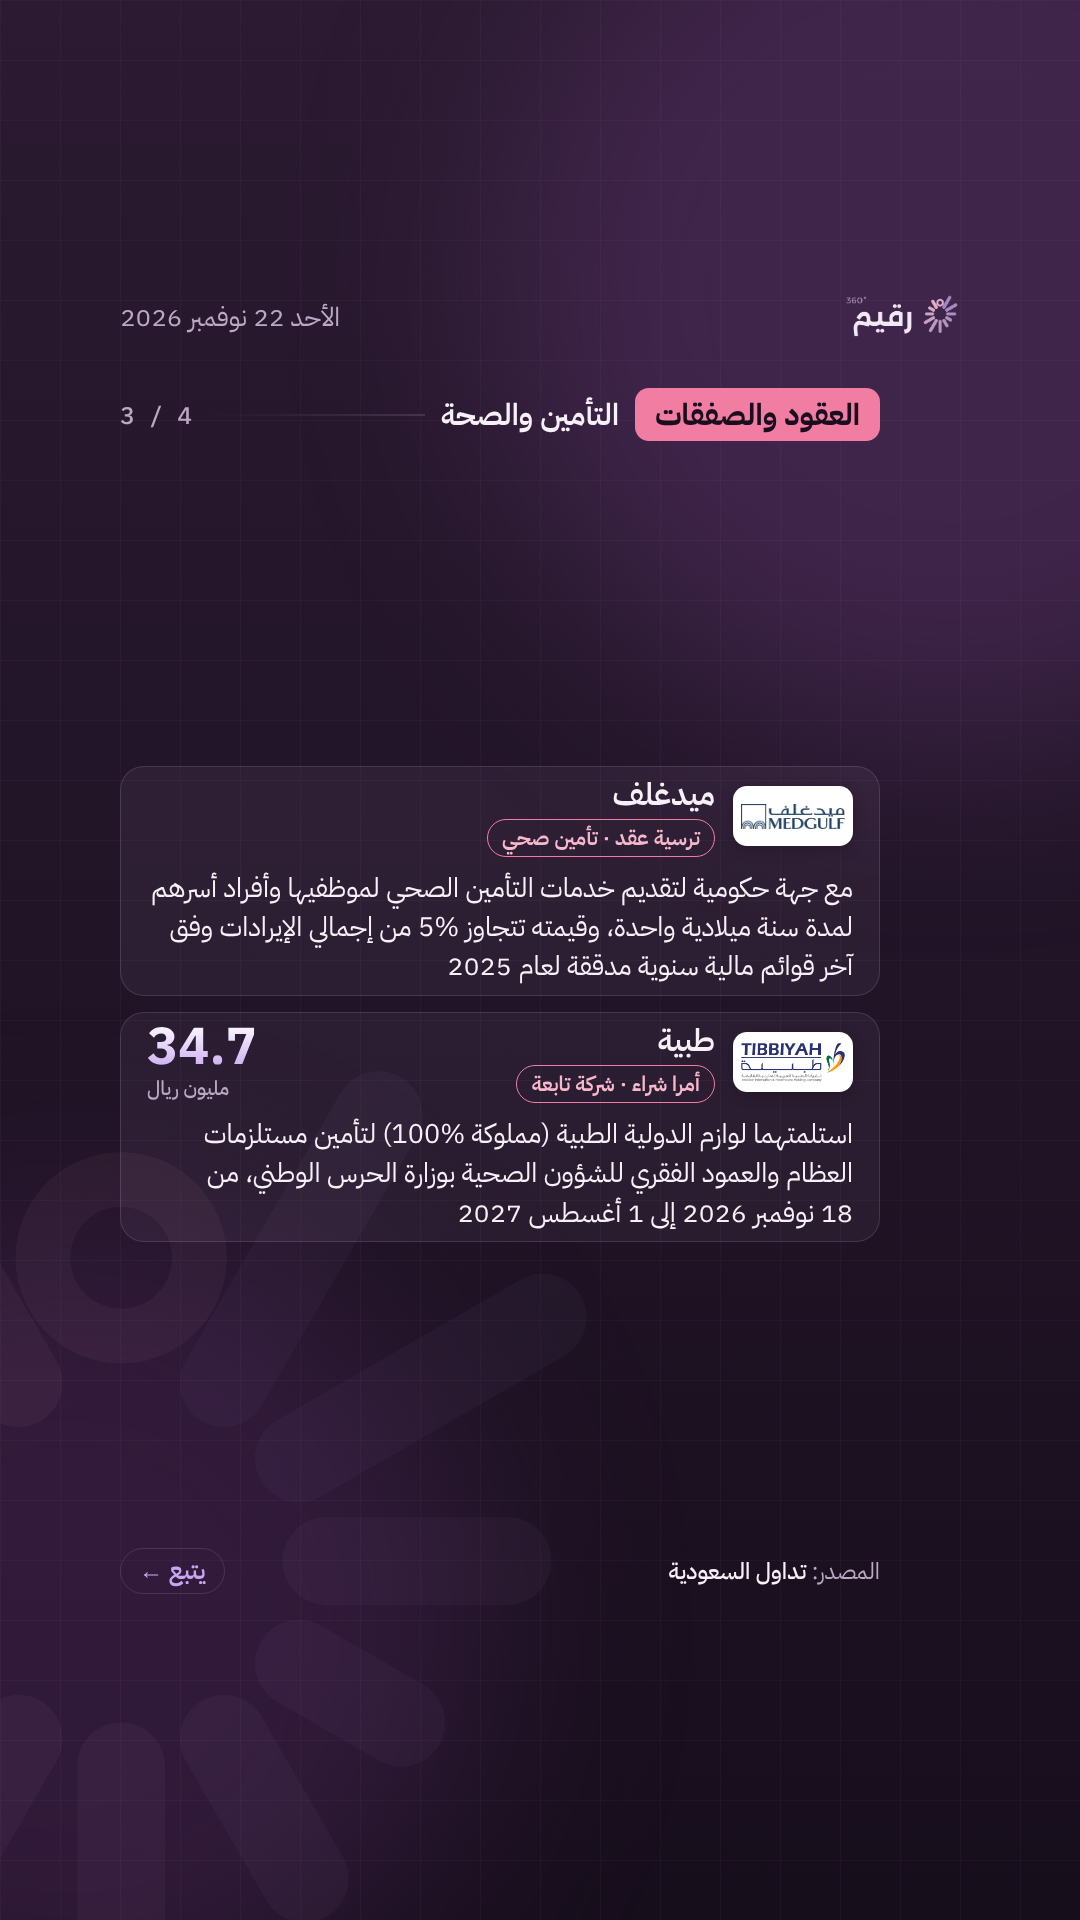 رقيم
360°
الأحد 22 نوفمبر 2026
العقود والصفقات
التأمين والصحة
3 / 4
ميدغلف
MEDGULF
ميدغلف
ترسية عقد · تأمين صحي
مع جهة حكومية لتقديم خدمات التأمين الصحي لموظفيها وأفراد أسرهم
لمدة سنة ميلادية واحدة، وقيمته تتجاوز 5% من إجمالي الإيرادات وفق
آخر قوائم مالية سنوية مدققة لعام 2025
TIBBIYAH
طبية
طبية
أمرا شراء · شركة تابعة
34.7
مليون ريال
استلمتهما لوازم الدولية الطبية (مملوكة 100%) لتأمين مستلزمات
العظام والعمود الفقري للشؤون الصحية بوزارة الحرس الوطني، من
18 نوفمبر 2026 إلى 1 أغسطس 2027
المصدر: تداول السعودية
يتبع ←